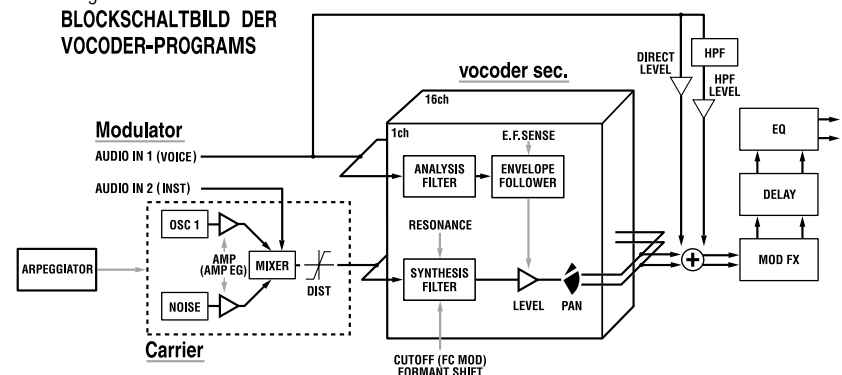 BLOCKSCHALTBILD DER
VOCODER-PROGRAMS
vocoder sec.
16ch
1ch
DIRECT
LEVEL
HPF
HPF
LEVEL
EQ
DELAY
MOD FX
Modulator
AUDIO IN 1 (VOICE)
AUDIO IN 2 (INST)
E.F.SENSE
ANALYSIS
FILTER
ENVELOPE
FOLLOWER
RESONANCE
SYNTHESIS
FILTER
LEVEL
PAN
ARPEGGIATOR
OSC 1
AMP
(AMP EG)
MIXER
NOISE
DIST
Carrier
CUTOFF (FC MOD)
FORMANT SHIFT